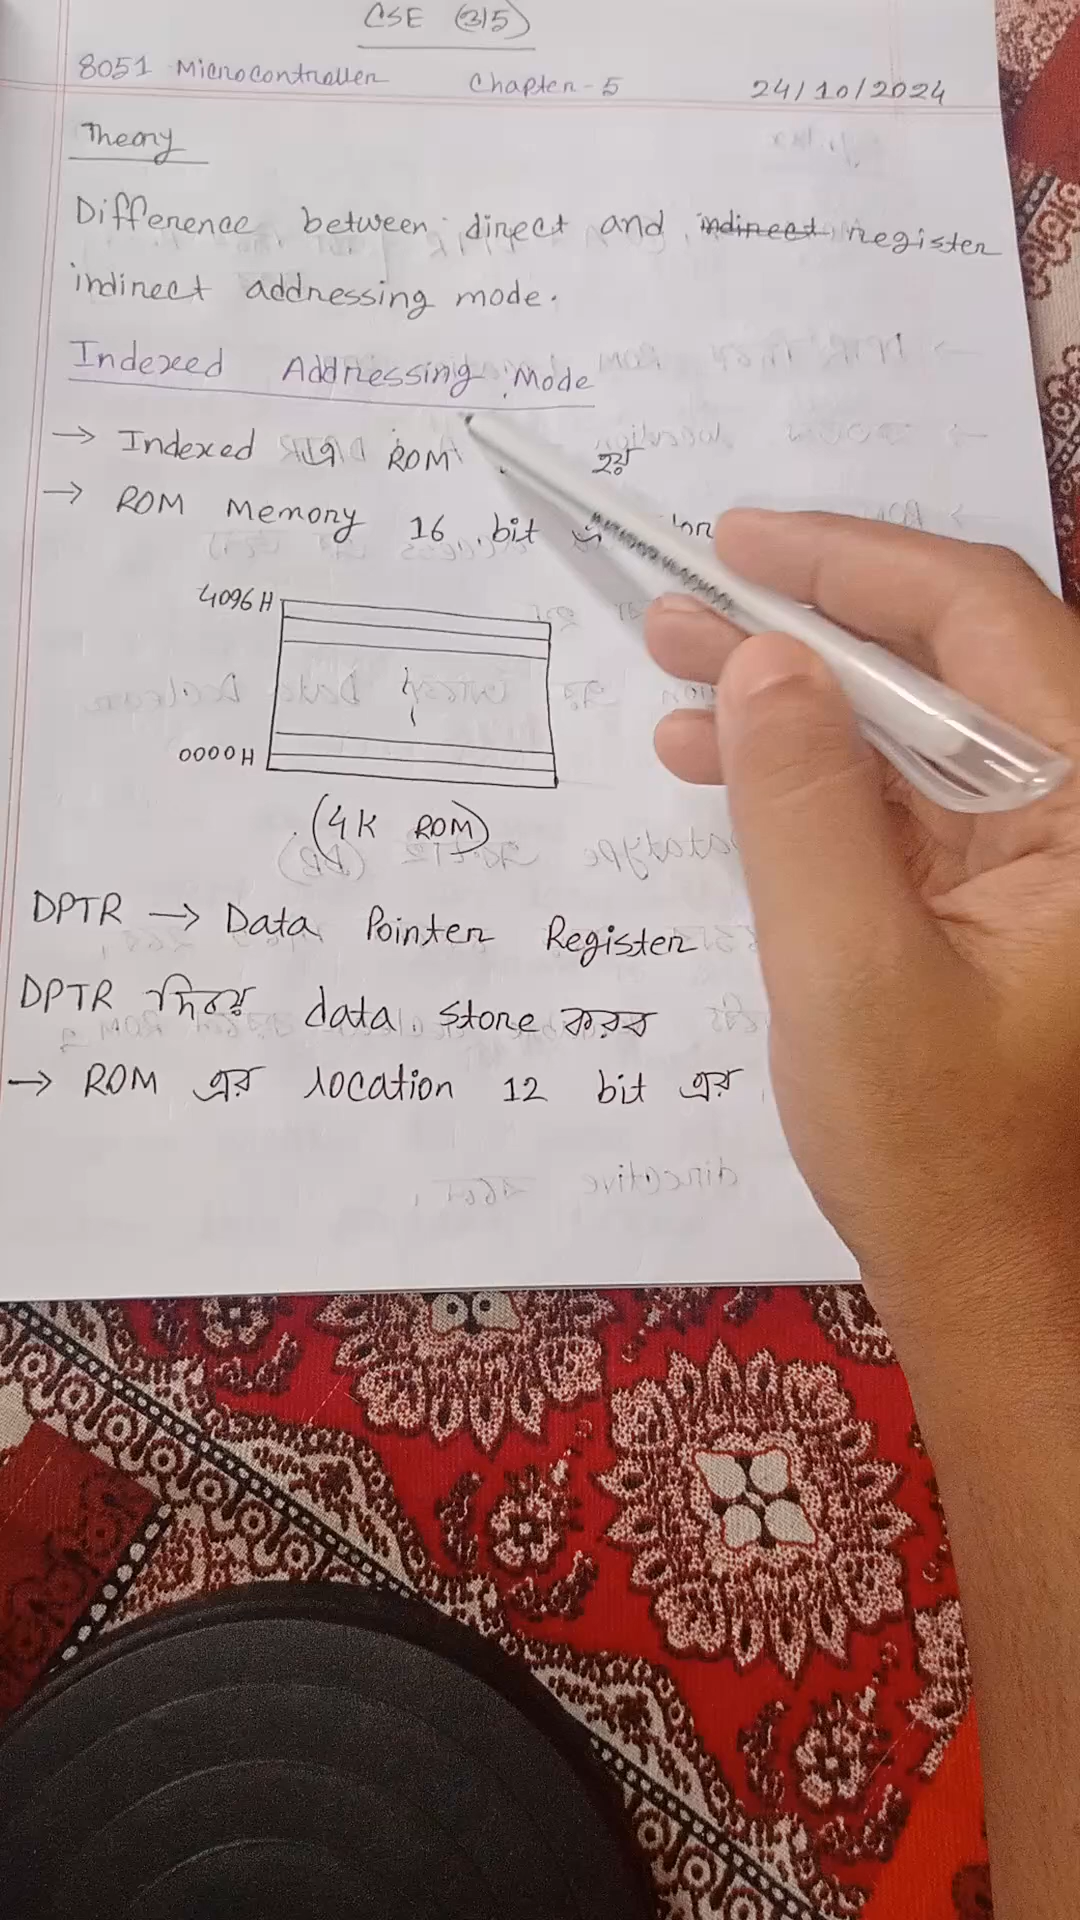 CSE (315)
8051 Microcontroller Chapter-5 24/10/2024
Theory
Difference between direct and indirect register
indirect addressing mode.
Indexed Addressing Mode
→ Indexed ROM হয়
→ ROM Memory 16 bit
4096 H
0000 H
(4K ROM)
DPTR → Data Pointer Register
DPTR দিয়ে data store করব
→ ROM এর location 12 bit এর